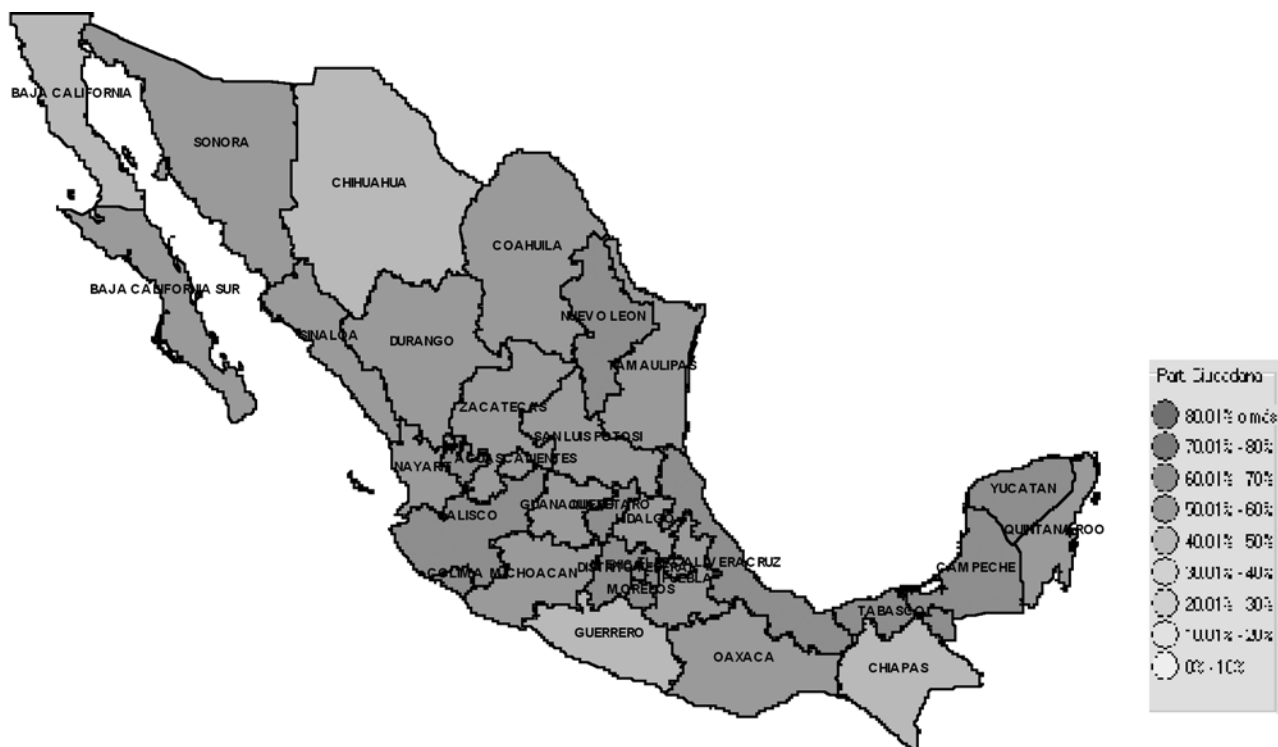 BAJA CALIFORNIA
SONORA
CHIHUAHUA
COAHUILA
BAJA CALIFORNIA SUR
NUEVO LEON
SINALOA
DURANGO
TAMAULIPAS
ZACATECAS
SAN LUIS POTOSI
AGUASCALIENTES
NAYARIT
YUCATAN
JALISCO
HIDALGO
QUINTANA ROO
CAMPECHE
COLIMA
MICHOACAN
VERACRUZ
PUEBLA
MORELOS
TABASCO
GUERRERO
OAXACA
CHIAPAS
Part. Ciudadana
80.01% o más
70.01% - 80%
60.01% - 70%
50.01% - 60%
40.01% - 50%
30.01% - 40%
20.01% - 30%
10.01% - 20%
0% - 10%